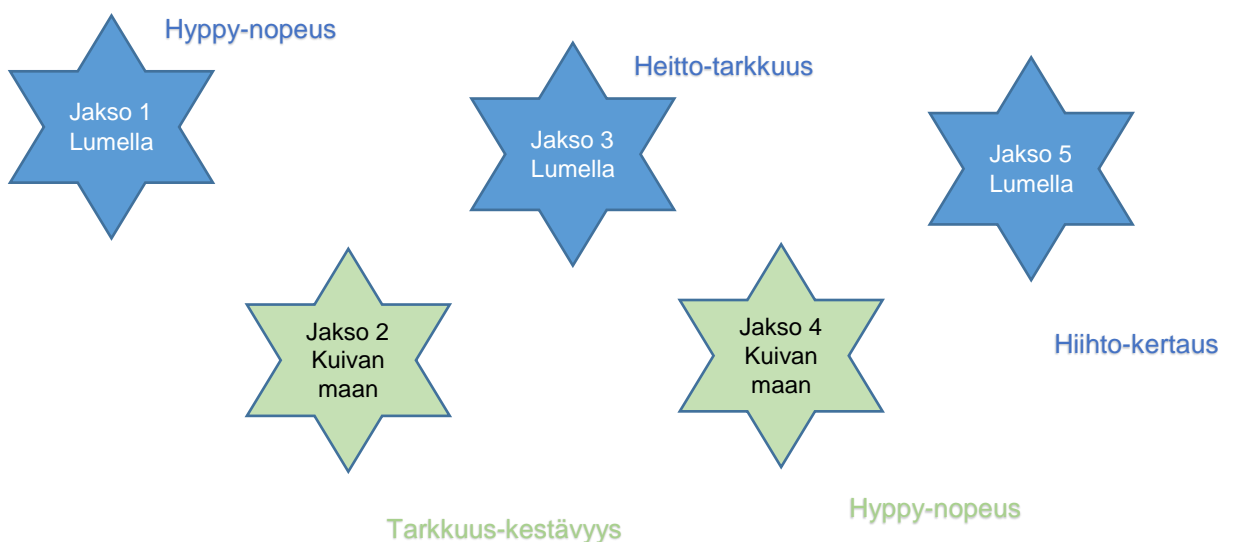 Hyppy-nopeus
Jakso 1
Lumella
Heitto-tarkkuus
Jakso 3
Lumella
Jakso 5
Lumella
Jakso 2
Kuivan
maan
Jakso 4
Kuivan
maan
Hiihto-kertaus
Tarkkuus-kestävyys
Hyppy-nopeus